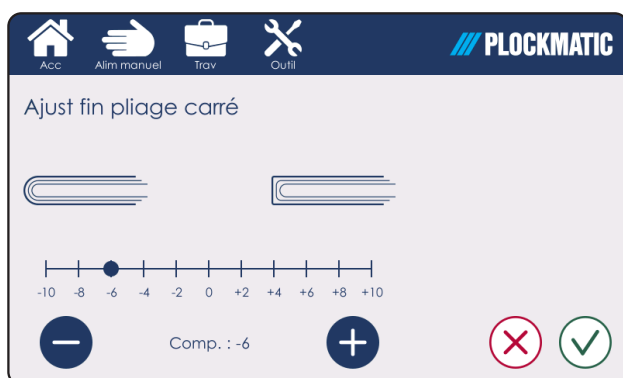 Acc Alim manuel Trav Outil PLOCKMATIC
Ajust fin pliage carré
-10 -8 -6 -4 -2 0 +2 +4 +6 +8 +10
Comp. : -6